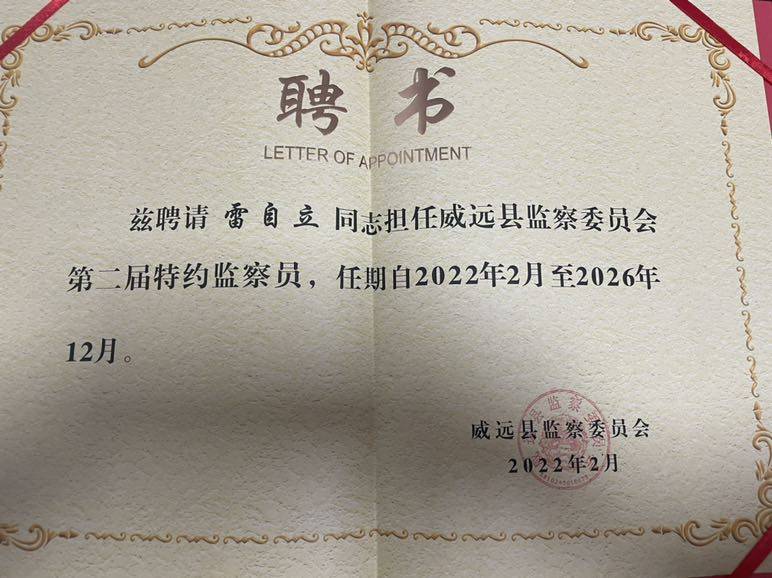 聘书
LETTER OF APPOINTMENT
兹聘请 雷自立 同志担任威远县监察委员会
第二届特约监察员，任期自2022年2月至2026年
12月。
威远县监察委员会
2022年2月